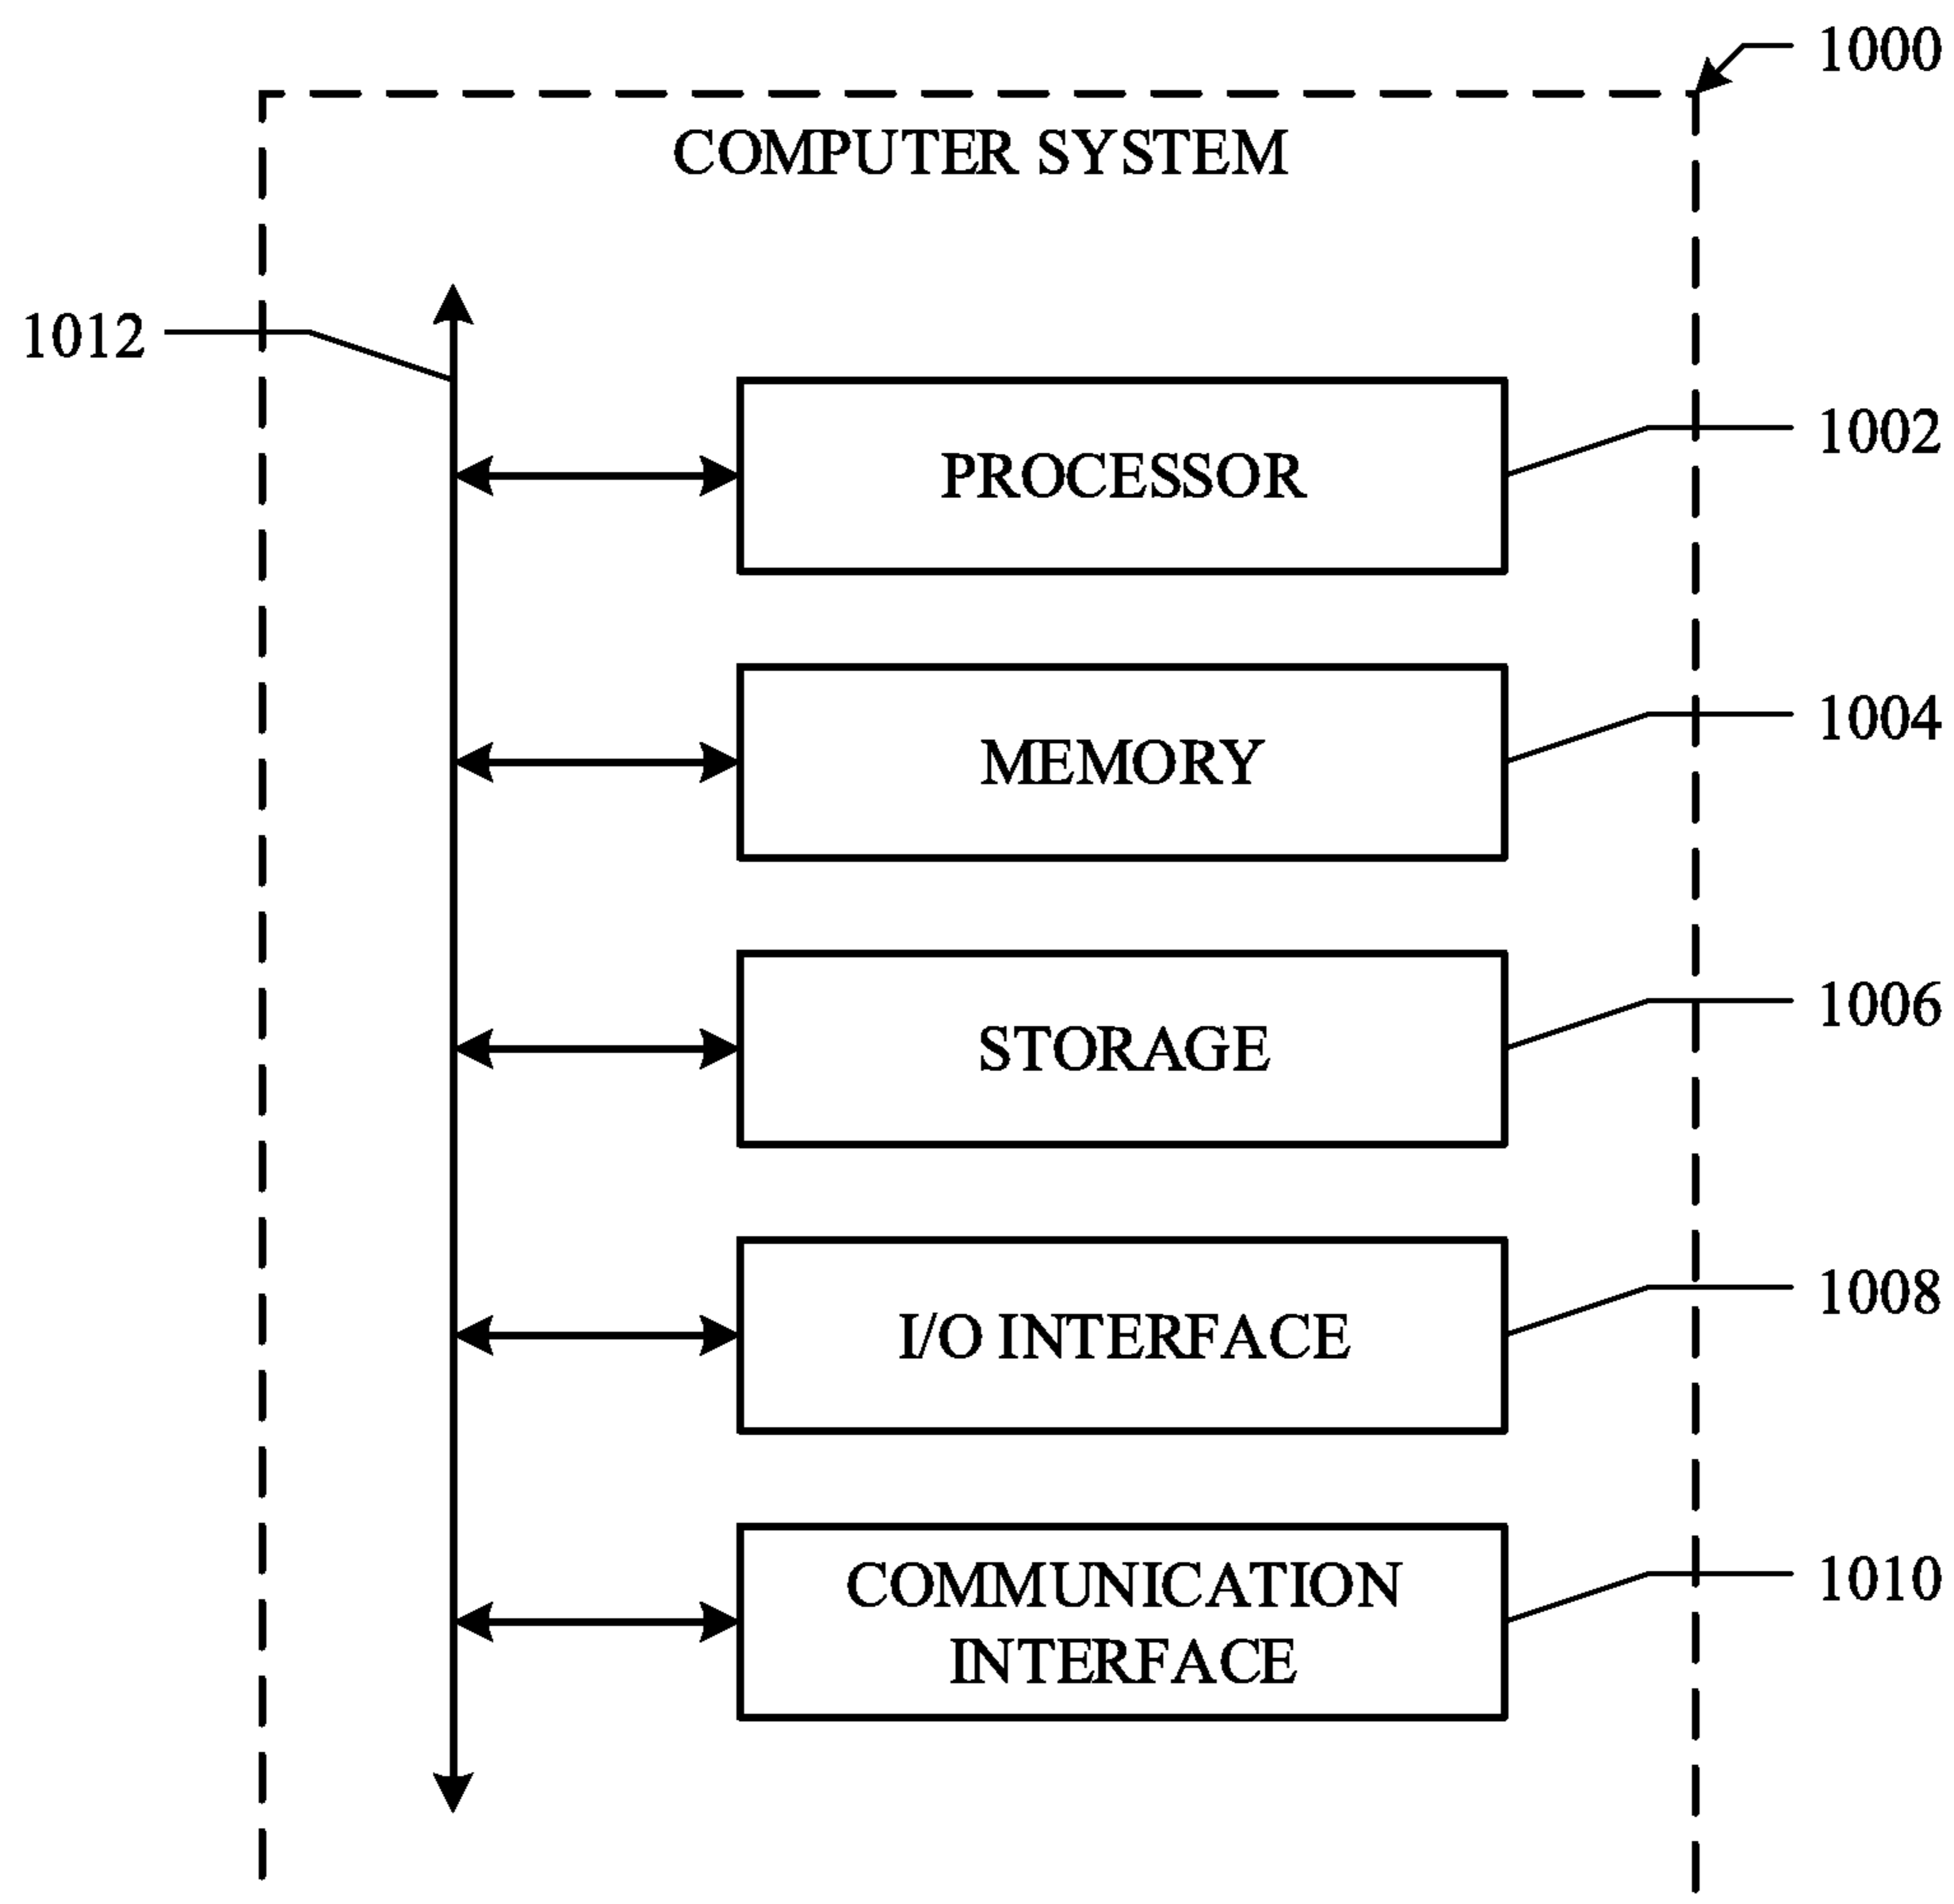 1000
COMPUTER SYSTEM
1012
PROCESSOR
1002
MEMORY
1004
STORAGE
1006
I/O INTERFACE
1008
COMMUNICATION
INTERFACE
1010